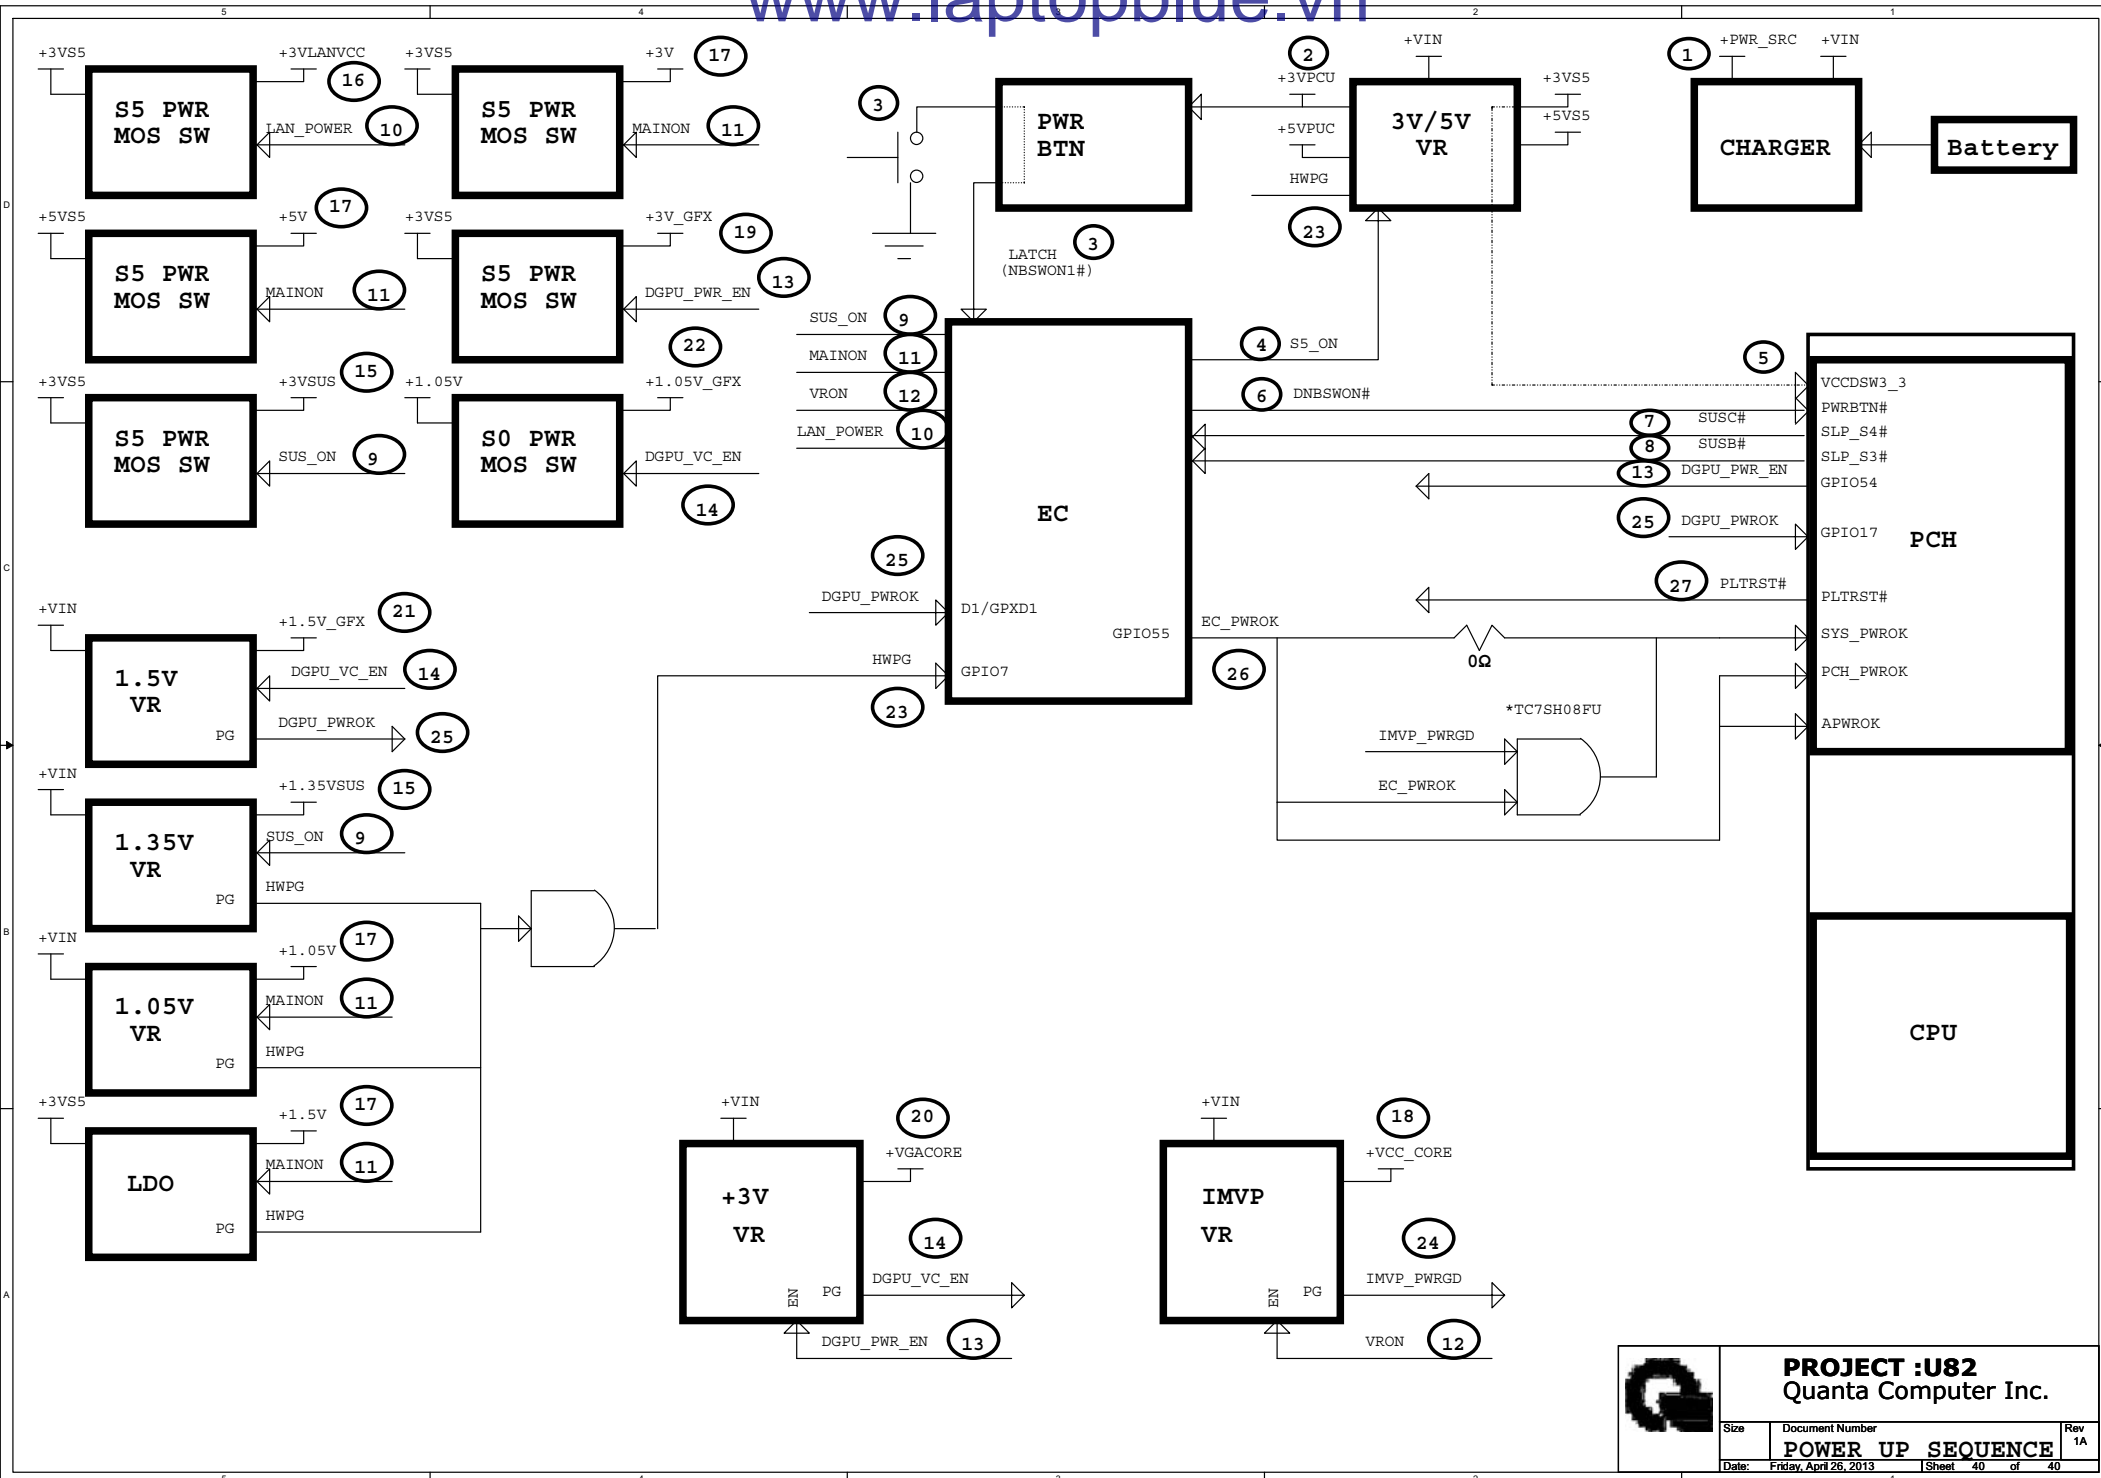 www.laptopblue.vn
5
4
3
2
1
+3VS5
+3VLANVCC
16
S5 PWR
MOS SW
LAN_POWER
10
+3VS5
+3V
17
S5 PWR
MOS SW
MAINON
11
3
PWR
BTN
2
+3VPCU
+5VPUC
HWPG
23
+VIN
3V/5V
VR
+3VS5
+5VS5
1
+PWR_SRC
+VIN
CHARGER
Battery
D
+5VS5
+5V
17
S5 PWR
MOS SW
MAINON
11
+3VS5
+3V_GFX
19
S5 PWR
MOS SW
13
DGPU_PWR_EN
LATCH
(NBSWON1#)
3
+3VS5
+3VSUS
15
S5 PWR
MOS SW
SUS_ON
9
22
+1.05V
+1.05V_GFX
S0 PWR
MOS SW
DGPU_VC_EN
14
SUS_ON
9
MAINON
11
VRON
12
LAN_POWER
10
EC
4
S5_ON
6
DNBSWON#
5
VCCDSW3_3
PWRBTN#
7
SUSC#
SLP_S4#
8
SUSB#
SLP_S3#
13
DGPU_PWR_EN
GPIO54
25
DGPU_PWROK
GPIO17
PCH
C
25
DGPU_PWROK
D1/GPXD1
27
PLTRST#
PLTRST#
GPIO55
EC_PWROK
26
0Ω
SYS_PWROK
HWPG
GPIO7
23
PCH_PWROK
*TC7SH08FU
APWROK
IMVP_PWRGD
EC_PWROK
+VIN
+1.5V_GFX
21
1.5V
VR
DGPU_VC_EN
14
DGPU_PWROK
PG
25
+VIN
+1.35VSUS
15
1.35V
VR
SUS_ON
9
HWPG
PG
B
+VIN
+1.05V
17
1.05V
VR
MAINON
11
HWPG
PG
CPU
+3VS5
+1.5V
17
LDO
MAINON
11
HWPG
PG
+VIN
20
+VGACORE
+3V
VR
14
DGPU_VC_EN
EN
PG
DGPU_PWR_EN
13
+VIN
18
+VCC_CORE
IMVP
VR
24
IMVP_PWRGD
EN
PG
VRON
12
A
PROJECT :U82
Quanta Computer Inc.
Size
Document Number
Rev
POWER UP SEQUENCE
1A
Date: Friday, April 26, 2013
Sheet 40 of 40